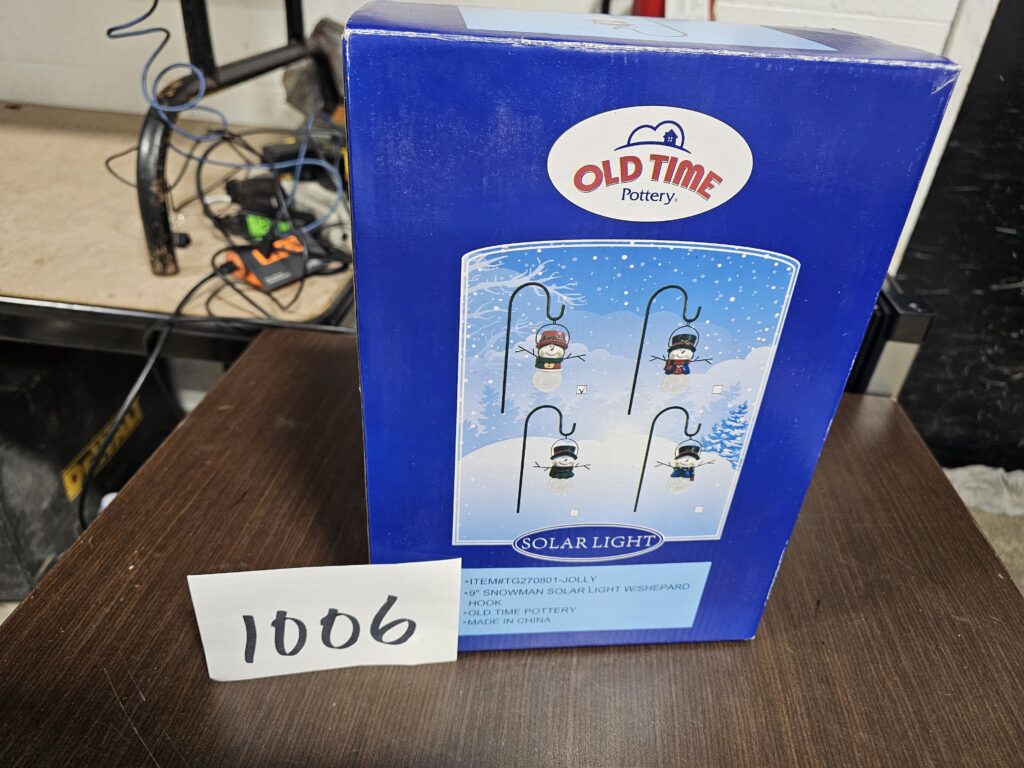 OLD TIME
Pottery®
SOLAR LIGHT
•ITEM#TG270801-JOLLY
•9" SNOWMAN SOLAR LIGHT W/SHEPARD
HOOK
•OLD TIME POTTERY
•MADE IN CHINA
1006
DEWALT